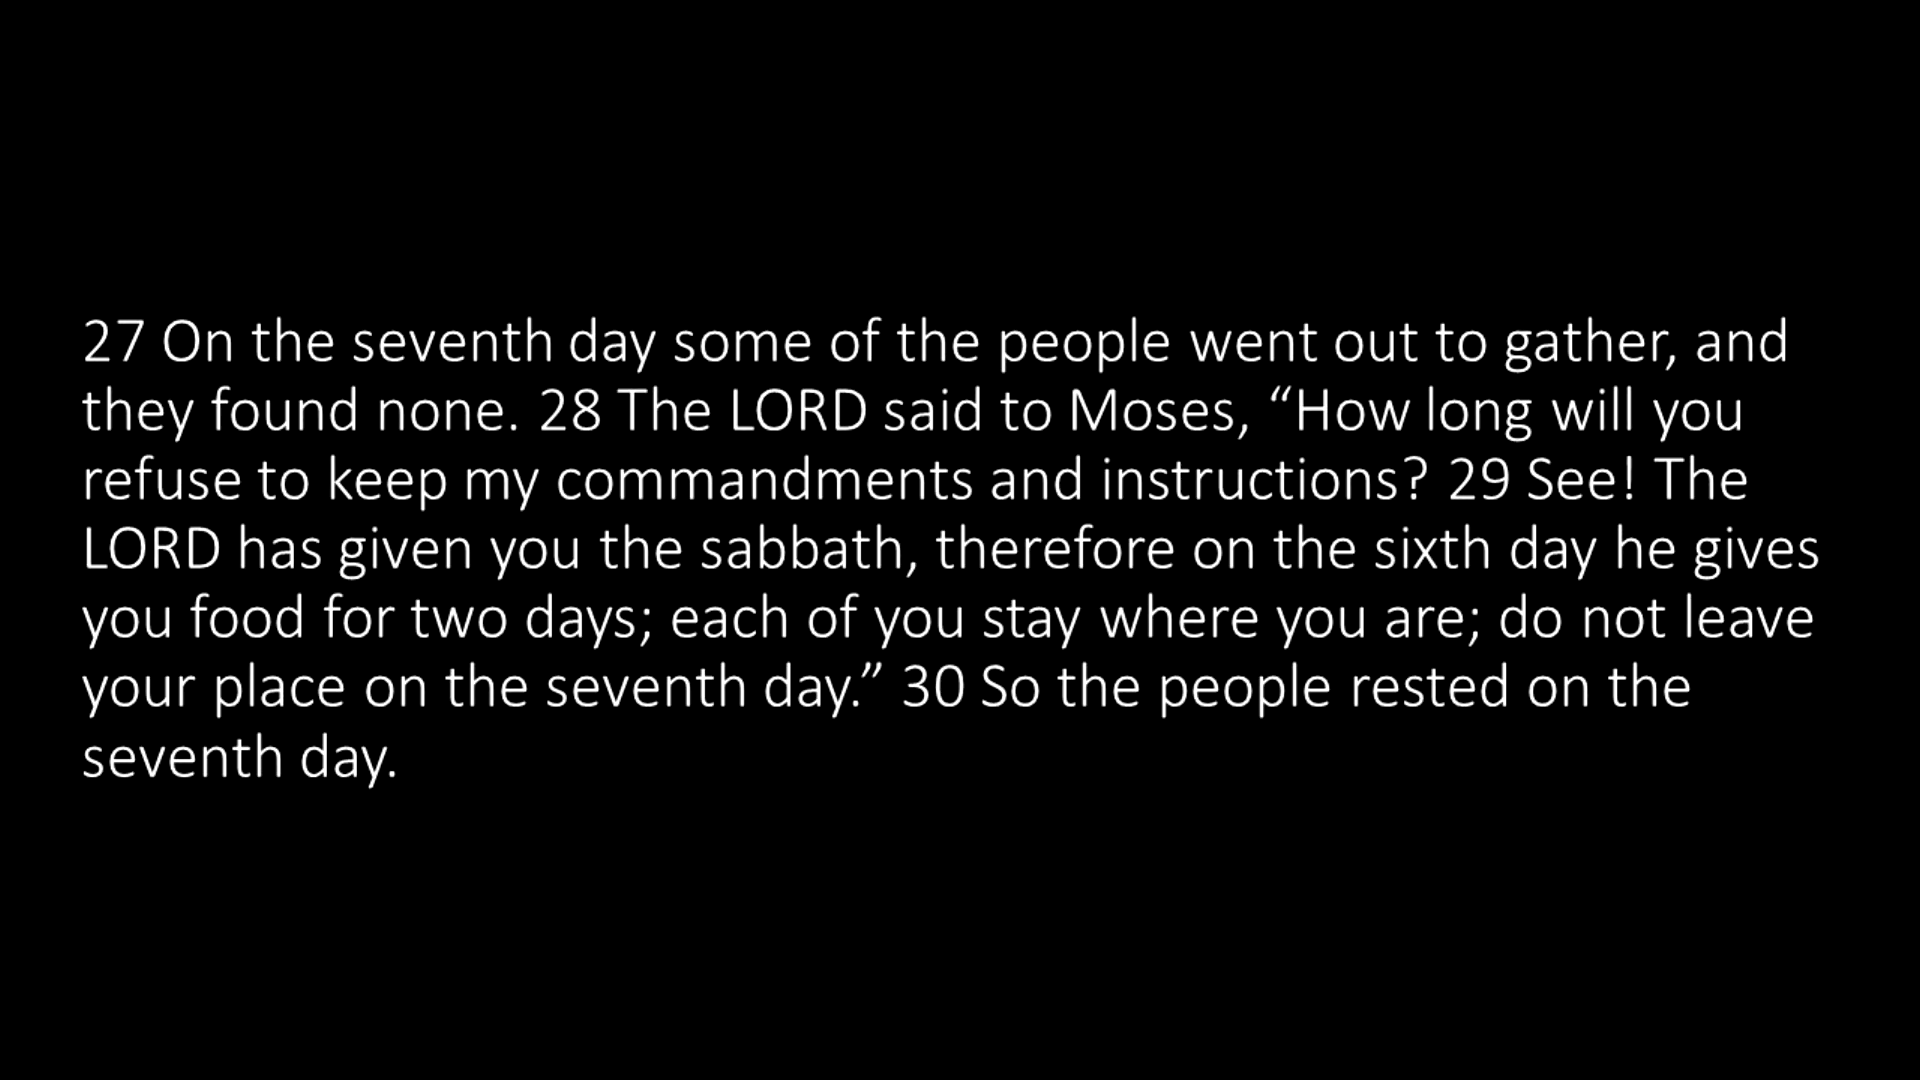 27 On the seventh day some of the people went out to gather, and
they found none. 28 The LORD said to Moses, “How long will you
refuse to keep my commandments and instructions? 29 See! The
LORD has given you the sabbath, therefore on the sixth day he gives
you food for two days; each of you stay where you are; do not leave
your place on the seventh day.” 30 So the people rested on the
seventh day.